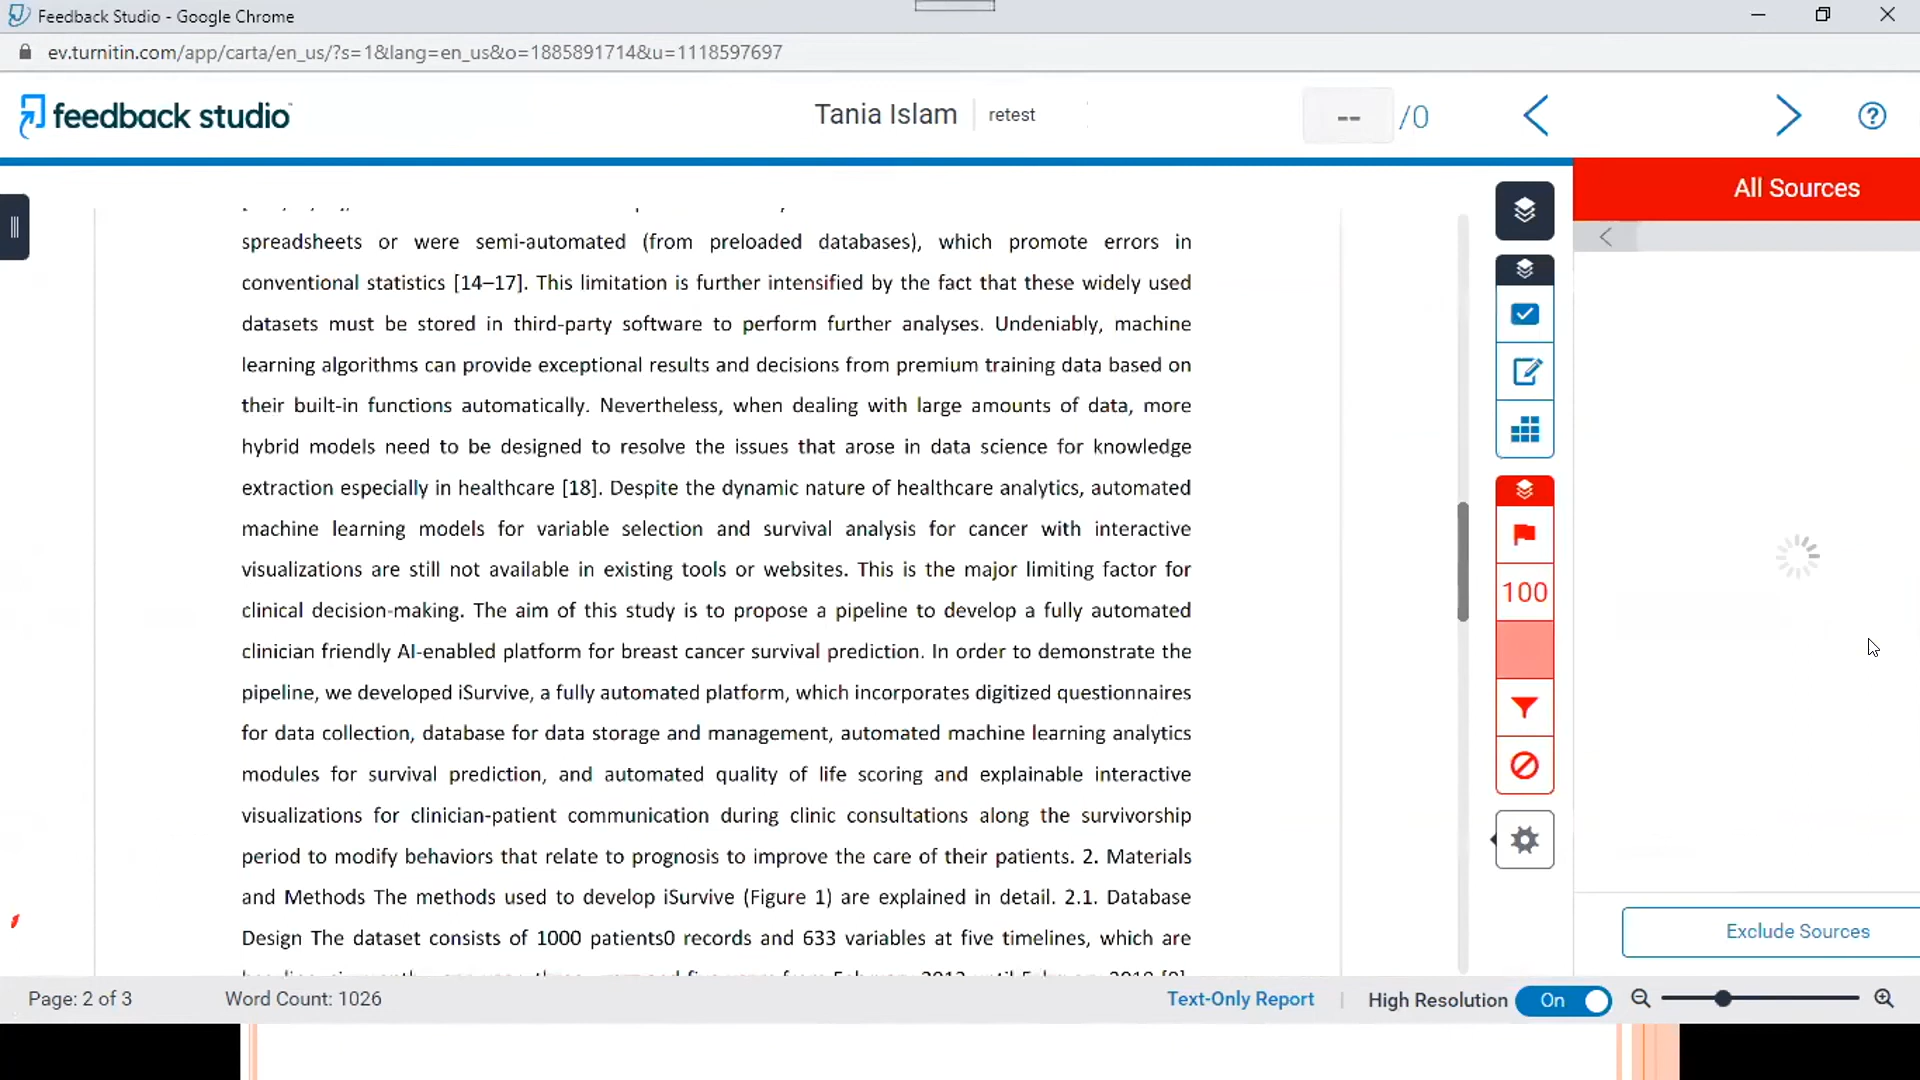 Feedback Studio - Google Chrome
ev.turnitin.com/app/carta/en_us/?s=1&lang=en_us&o=1885891714&u=1118597697
feedback studio
Tania Islam
retest
-- /0
All Sources
spreadsheets or were semi-automated (from preloaded databases), which promote errors in
conventional statistics [14–17]. This limitation is further intensified by the fact that these widely used
datasets must be stored in third-party software to perform further analyses. Undeniably, machine
learning algorithms can provide exceptional results and decisions from premium training data based on
their built-in functions automatically. Nevertheless, when dealing with large amounts of data, more
hybrid models need to be designed to resolve the issues that arose in data science for knowledge
extraction especially in healthcare [18]. Despite the dynamic nature of healthcare analytics, automated
machine learning models for variable selection and survival analysis for cancer with interactive
visualizations are still not available in existing tools or websites. This is the major limiting factor for
clinical decision-making. The aim of this study is to propose a pipeline to develop a fully automated
clinician friendly AI-enabled platform for breast cancer survival prediction. In order to demonstrate the
pipeline, we developed iSurvive, a fully automated platform, which incorporates digitized questionnaires
for data collection, database for data storage and management, automated machine learning analytics
modules for survival prediction, and automated quality of life scoring and explainable interactive
visualizations for clinician-patient communication during clinic consultations along the survivorship
period to modify behaviors that relate to prognosis to improve the care of their patients. 2. Materials
and Methods The methods used to develop iSurvive (Figure 1) are explained in detail. 2.1. Database
Design The dataset consists of 1000 patients0 records and 633 variables at five timelines, which are
100
Exclude Sources
Page: 2 of 3
Word Count: 1026
Text-Only Report
High Resolution
On